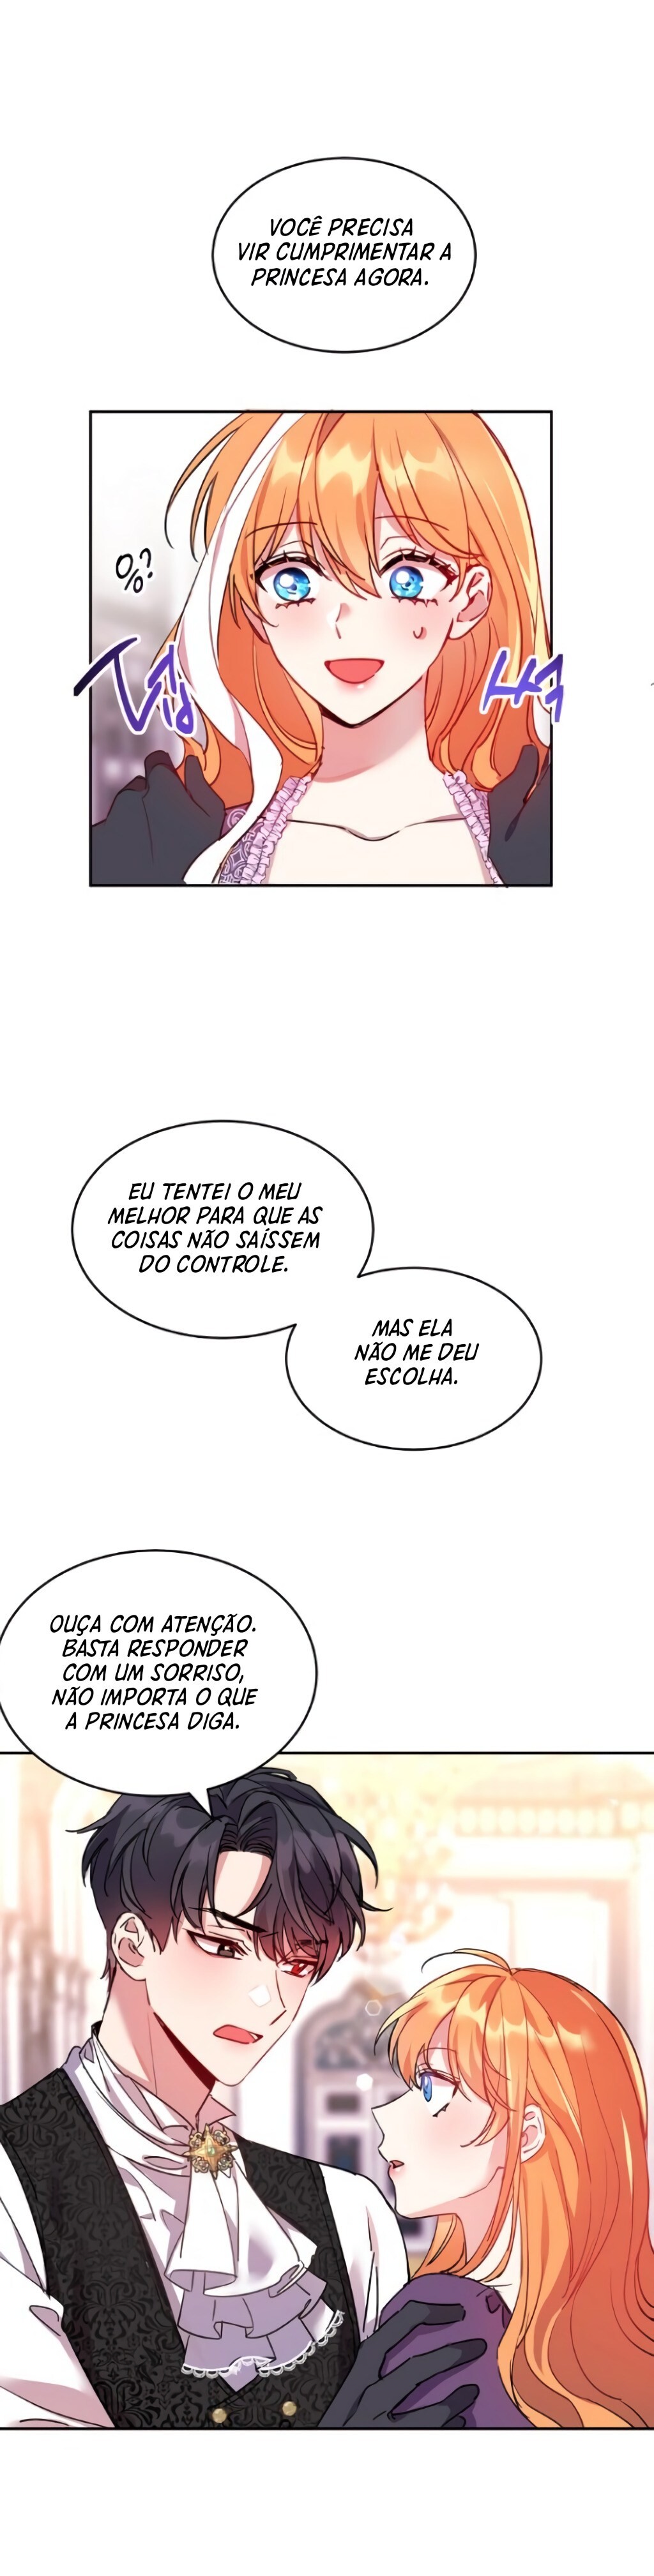 VOCÊ PRECISA
VIR CUMPRIMENTAR A
PRINCESA AGORA.
EU TENTEI O MEU
MELHOR PARA QUE AS
COISAS NÃO SAÍSSEM
DO CONTROLE.
MAS ELA
NÃO ME DEU
ESCOLHA.
OUÇA COM ATENÇÃO.
BASTA RESPONDER
COM UM SORRISO,
NÃO IMPORTA O QUE
A PRINCESA DIGA.